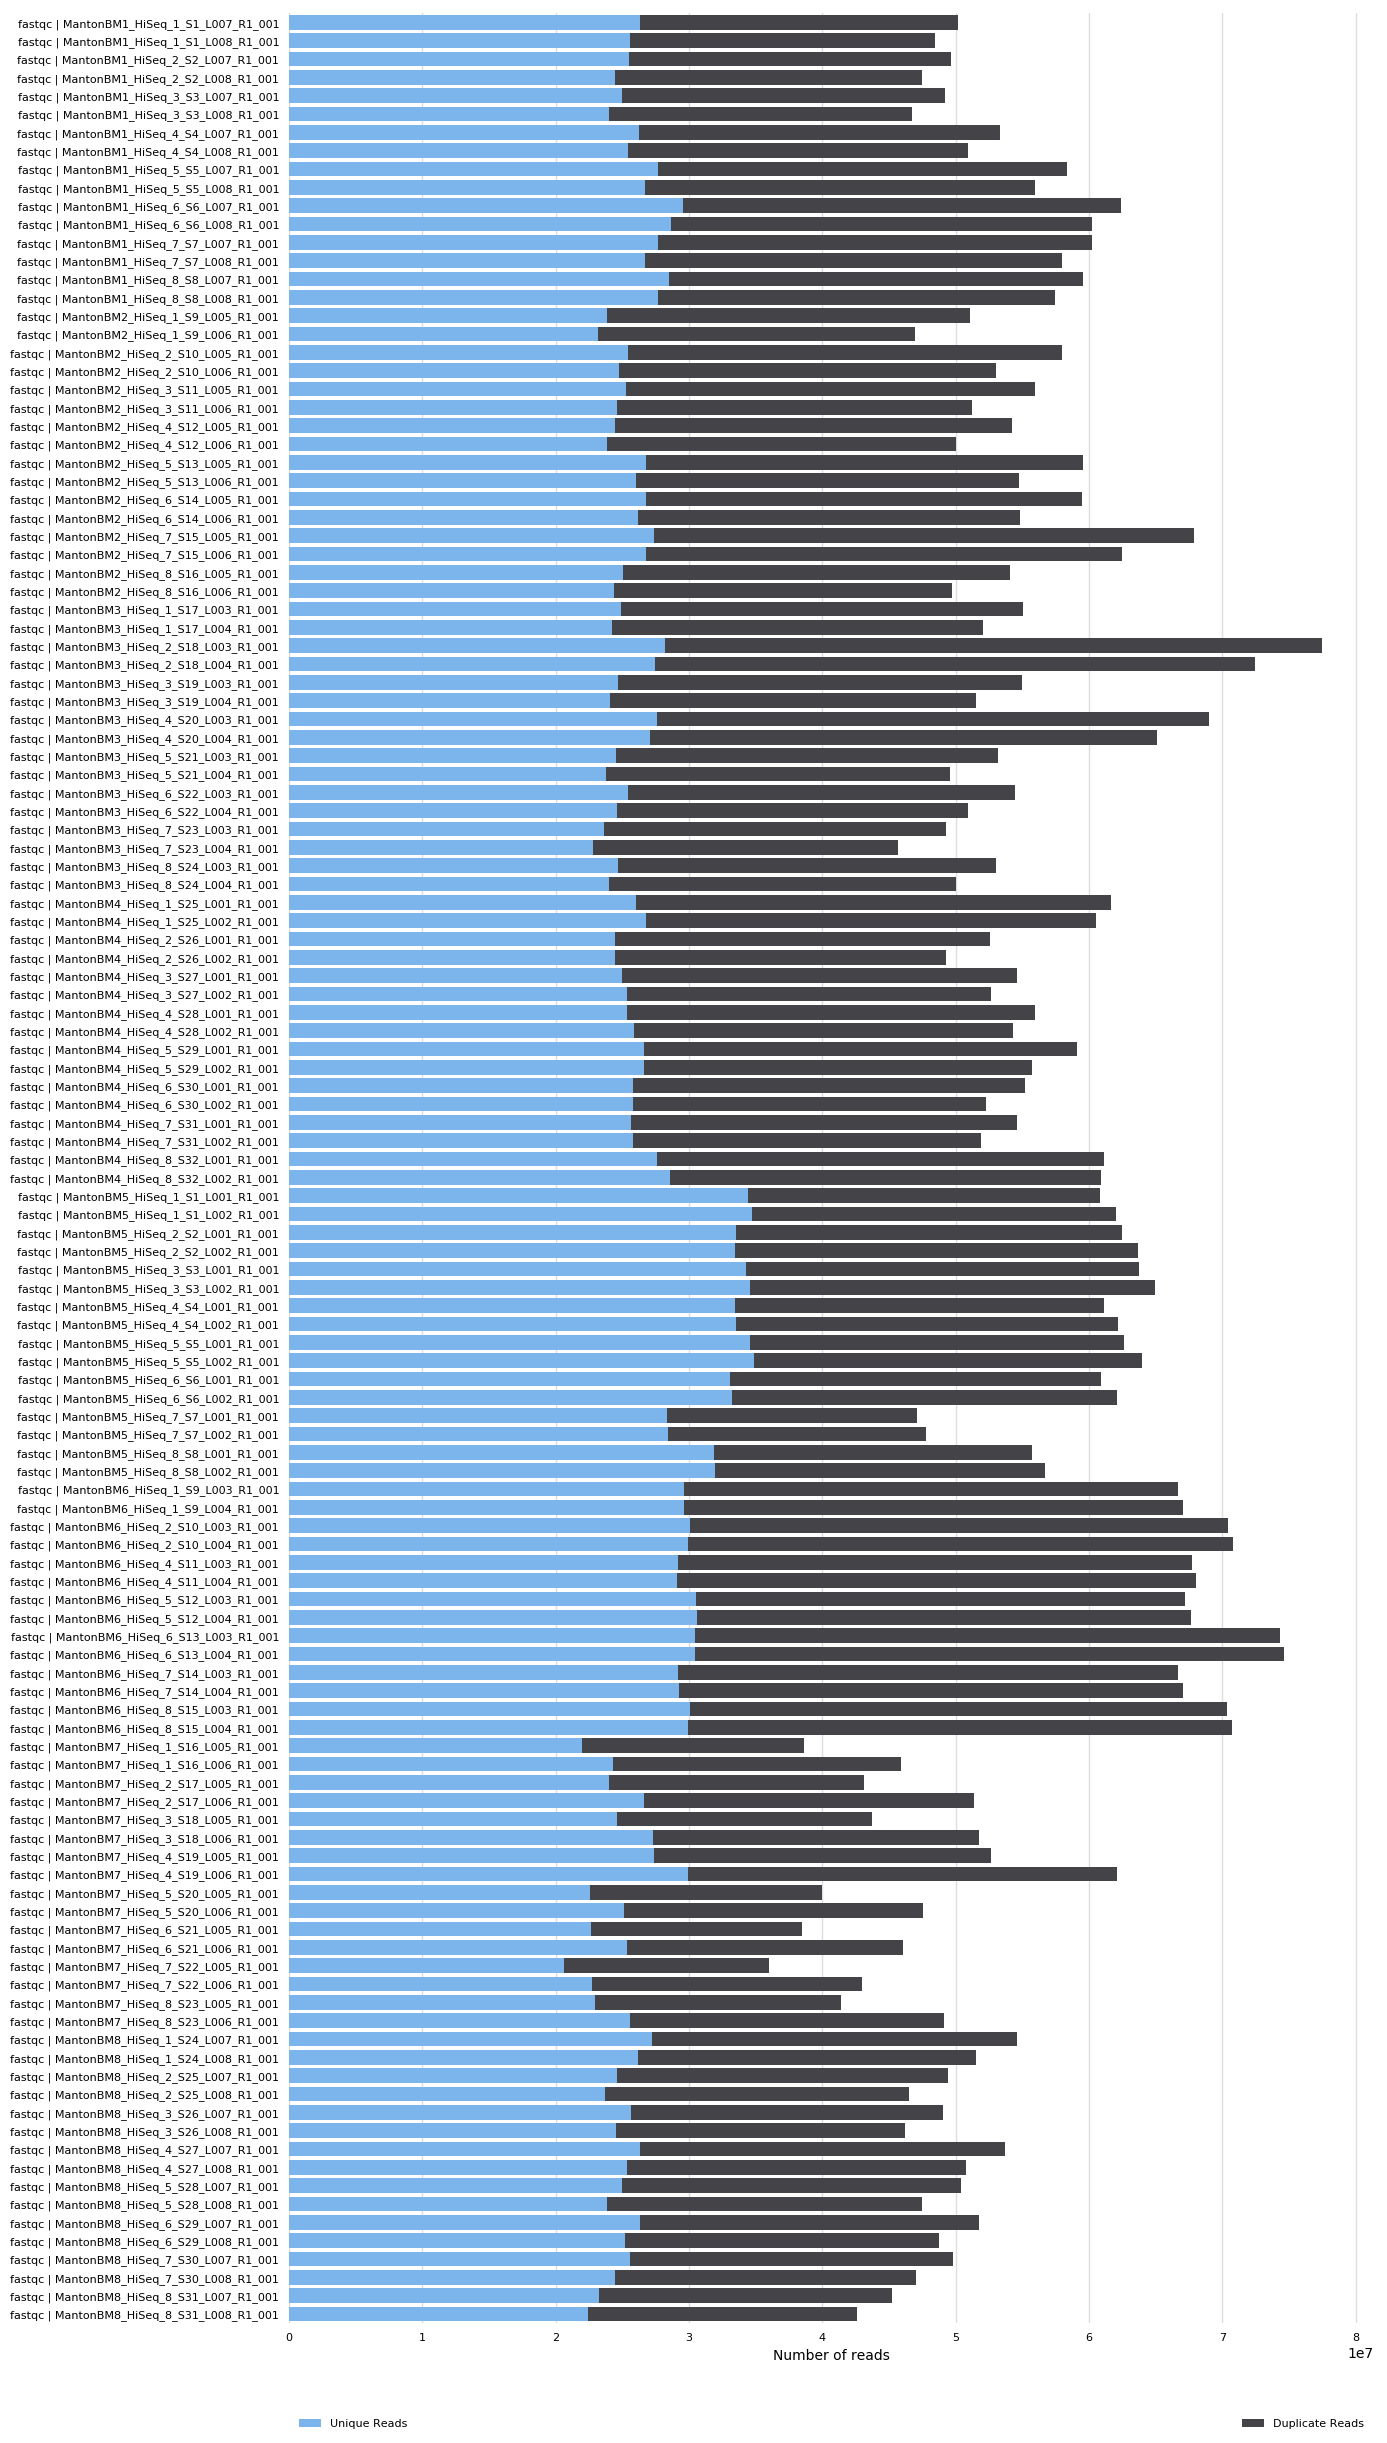 fastqc | MantonBM1_HiSeq_1_S1_L007_R1_001
fastqc | MantonBM1_HiSeq_1_S1_L008_R1_001
fastqc | MantonBM1_HiSeq_2_S2_L007_R1_001
fastqc | MantonBM1_HiSeq_2_S2_L008_R1_001
fastqc | MantonBM1_HiSeq_3_S3_L007_R1_001
fastqc | MantonBM1_HiSeq_3_S3_L008_R1_001
fastqc | MantonBM1_HiSeq_4_S4_L007_R1_001
fastqc | MantonBM1_HiSeq_4_S4_L008_R1_001
fastqc | MantonBM1_HiSeq_5_S5_L007_R1_001
fastqc | MantonBM1_HiSeq_5_S5_L008_R1_001
fastqc | MantonBM1_HiSeq_6_S6_L007_R1_001
fastqc | MantonBM1_HiSeq_6_S6_L008_R1_001
fastqc | MantonBM1_HiSeq_7_S7_L007_R1_001
fastqc | MantonBM1_HiSeq_7_S7_L008_R1_001
fastqc | MantonBM1_HiSeq_8_S8_L007_R1_001
fastqc | MantonBM1_HiSeq_8_S8_L008_R1_001
fastqc | MantonBM2_HiSeq_1_S9_L005_R1_001
fastqc | MantonBM2_HiSeq_1_S9_L006_R1_001
fastqc | MantonBM2_HiSeq_2_S10_L005_R1_001
fastqc | MantonBM2_HiSeq_2_S10_L006_R1_001
fastqc | MantonBM2_HiSeq_3_S11_L005_R1_001
fastqc | MantonBM2_HiSeq_3_S11_L006_R1_001
fastqc | MantonBM2_HiSeq_4_S12_L005_R1_001
fastqc | MantonBM2_HiSeq_4_S12_L006_R1_001
fastqc | MantonBM2_HiSeq_5_S13_L005_R1_001
fastqc | MantonBM2_HiSeq_5_S13_L006_R1_001
fastqc | MantonBM2_HiSeq_6_S14_L005_R1_001
fastqc | MantonBM2_HiSeq_6_S14_L006_R1_001
fastqc | MantonBM2_HiSeq_7_S15_L005_R1_001
fastqc | MantonBM2_HiSeq_7_S15_L006_R1_001
fastqc | MantonBM2_HiSeq_8_S16_L005_R1_001
fastqc | MantonBM2_HiSeq_8_S16_L006_R1_001
fastqc | MantonBM3_HiSeq_1_S17_L003_R1_001
fastqc | MantonBM3_HiSeq_1_S17_L004_R1_001
fastqc | MantonBM3_HiSeq_2_S18_L003_R1_001
fastqc | MantonBM3_HiSeq_2_S18_L004_R1_001
fastqc | MantonBM3_HiSeq_3_S19_L003_R1_001
fastqc | MantonBM3_HiSeq_3_S19_L004_R1_001
fastqc | MantonBM3_HiSeq_4_S20_L003_R1_001
fastqc | MantonBM3_HiSeq_4_S20_L004_R1_001
fastqc | MantonBM3_HiSeq_5_S21_L003_R1_001
fastqc | MantonBM3_HiSeq_5_S21_L004_R1_001
fastqc | MantonBM3_HiSeq_6_S22_L003_R1_001
fastqc | MantonBM3_HiSeq_6_S22_L004_R1_001
fastqc | MantonBM3_HiSeq_7_S23_L003_R1_001
fastqc | MantonBM3_HiSeq_7_S23_L004_R1_001
fastqc | MantonBM3_HiSeq_8_S24_L003_R1_001
fastqc | MantonBM3_HiSeq_8_S24_L004_R1_001
fastqc | MantonBM4_HiSeq_1_S25_L001_R1_001
fastqc | MantonBM4_HiSeq_1_S25_L002_R1_001
fastqc | MantonBM4_HiSeq_2_S26_L001_R1_001
fastqc | MantonBM4_HiSeq_2_S26_L002_R1_001
fastqc | MantonBM4_HiSeq_3_S27_L001_R1_001
fastqc | MantonBM4_HiSeq_3_S27_L002_R1_001
fastqc | MantonBM4_HiSeq_4_S28_L001_R1_001
fastqc | MantonBM4_HiSeq_4_S28_L002_R1_001
fastqc | MantonBM4_HiSeq_5_S29_L001_R1_001
fastqc | MantonBM4_HiSeq_5_S29_L002_R1_001
fastqc | MantonBM4_HiSeq_6_S30_L001_R1_001
fastqc | MantonBM4_HiSeq_6_S30_L002_R1_001
fastqc | MantonBM4_HiSeq_7_S31_L001_R1_001
fastqc | MantonBM4_HiSeq_7_S31_L002_R1_001
fastqc | MantonBM4_HiSeq_8_S32_L001_R1_001
fastqc | MantonBM4_HiSeq_8_S32_L002_R1_001
fastqc | MantonBM5_HiSeq_1_S1_L001_R1_001
fastqc | MantonBM5_HiSeq_1_S1_L002_R1_001
fastqc | MantonBM5_HiSeq_2_S2_L001_R1_001
fastqc | MantonBM5_HiSeq_2_S2_L002_R1_001
fastqc | MantonBM5_HiSeq_3_S3_L001_R1_001
fastqc | MantonBM5_HiSeq_3_S3_L002_R1_001
fastqc | MantonBM5_HiSeq_4_S4_L001_R1_001
fastqc | MantonBM5_HiSeq_4_S4_L002_R1_001
fastqc | MantonBM5_HiSeq_5_S5_L001_R1_001
fastqc | MantonBM5_HiSeq_5_S5_L002_R1_001
fastqc | MantonBM5_HiSeq_6_S6_L001_R1_001
fastqc | MantonBM5_HiSeq_6_S6_L002_R1_001
fastqc | MantonBM5_HiSeq_7_S7_L001_R1_001
fastqc | MantonBM5_HiSeq_7_S7_L002_R1_001
fastqc | MantonBM5_HiSeq_8_S8_L001_R1_001
fastqc | MantonBM5_HiSeq_8_S8_L002_R1_001
fastqc | MantonBM6_HiSeq_1_S9_L003_R1_001
fastqc | MantonBM6_HiSeq_1_S9_L004_R1_001
fastqc | MantonBM6_HiSeq_2_S10_L003_R1_001
fastqc | MantonBM6_HiSeq_2_S10_L004_R1_001
fastqc | MantonBM6_HiSeq_4_S11_L003_R1_001
fastqc | MantonBM6_HiSeq_4_S11_L004_R1_001
fastqc | MantonBM6_HiSeq_5_S12_L003_R1_001
fastqc | MantonBM6_HiSeq_5_S12_L004_R1_001
fastqc | MantonBM6_HiSeq_6_S13_L003_R1_001
fastqc | MantonBM6_HiSeq_6_S13_L004_R1_001
fastqc | MantonBM6_HiSeq_7_S14_L003_R1_001
fastqc | MantonBM6_HiSeq_7_S14_L004_R1_001
fastqc | MantonBM6_HiSeq_8_S15_L003_R1_001
fastqc | MantonBM6_HiSeq_8_S15_L004_R1_001
fastqc | MantonBM7_HiSeq_1_S16_L005_R1_001
fastqc | MantonBM7_HiSeq_1_S16_L006_R1_001
fastqc | MantonBM7_HiSeq_2_S17_L005_R1_001
fastqc | MantonBM7_HiSeq_2_S17_L006_R1_001
fastqc | MantonBM7_HiSeq_3_S18_L005_R1_001
fastqc | MantonBM7_HiSeq_3_S18_L006_R1_001
fastqc | MantonBM7_HiSeq_4_S19_L005_R1_001
fastqc | MantonBM7_HiSeq_4_S19_L006_R1_001
fastqc | MantonBM7_HiSeq_5_S20_L005_R1_001
fastqc | MantonBM7_HiSeq_5_S20_L006_R1_001
fastqc | MantonBM7_HiSeq_6_S21_L005_R1_001
fastqc | MantonBM7_HiSeq_6_S21_L006_R1_001
fastqc | MantonBM7_HiSeq_7_S22_L005_R1_001
fastqc | MantonBM7_HiSeq_7_S22_L006_R1_001
fastqc | MantonBM7_HiSeq_8_S23_L005_R1_001
fastqc | MantonBM7_HiSeq_8_S23_L006_R1_001
fastqc | MantonBM8_HiSeq_1_S24_L007_R1_001
fastqc | MantonBM8_HiSeq_1_S24_L008_R1_001
fastqc | MantonBM8_HiSeq_2_S25_L007_R1_001
fastqc | MantonBM8_HiSeq_2_S25_L008_R1_001
fastqc | MantonBM8_HiSeq_3_S26_L007_R1_001
fastqc | MantonBM8_HiSeq_3_S26_L008_R1_001
fastqc | MantonBM8_HiSeq_4_S27_L007_R1_001
fastqc | MantonBM8_HiSeq_4_S27_L008_R1_001
fastqc | MantonBM8_HiSeq_5_S28_L007_R1_001
fastqc | MantonBM8_HiSeq_5_S28_L008_R1_001
fastqc | MantonBM8_HiSeq_6_S29_L007_R1_001
fastqc | MantonBM8_HiSeq_6_S29_L008_R1_001
fastqc | MantonBM8_HiSeq_7_S30_L007_R1_001
fastqc | MantonBM8_HiSeq_7_S30_L008_R1_001
fastqc | MantonBM8_HiSeq_8_S31_L007_R1_001
fastqc | MantonBM8_HiSeq_8_S31_L008_R1_001
0 1 2 3 4 5 6 7 8
1e7
Number of reads
Unique Reads
Duplicate Reads